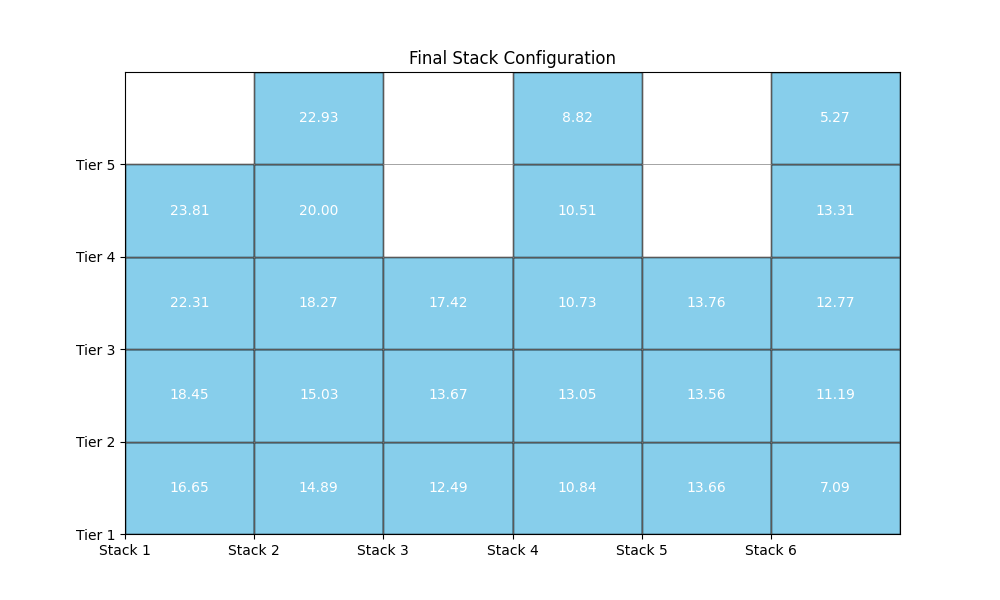 Final Stack Configuration
22.93 8.82 5.27
Tier 5
23.81 20.00 10.51 13.31
Tier 4
22.31 18.27 17.42 10.73 13.76 12.77
Tier 3
18.45 15.03 13.67 13.05 13.56 11.19
Tier 2
16.65 14.89 12.49 10.84 13.66 7.09
Tier 1
Stack 1 Stack 2 Stack 3 Stack 4 Stack 5 Stack 6